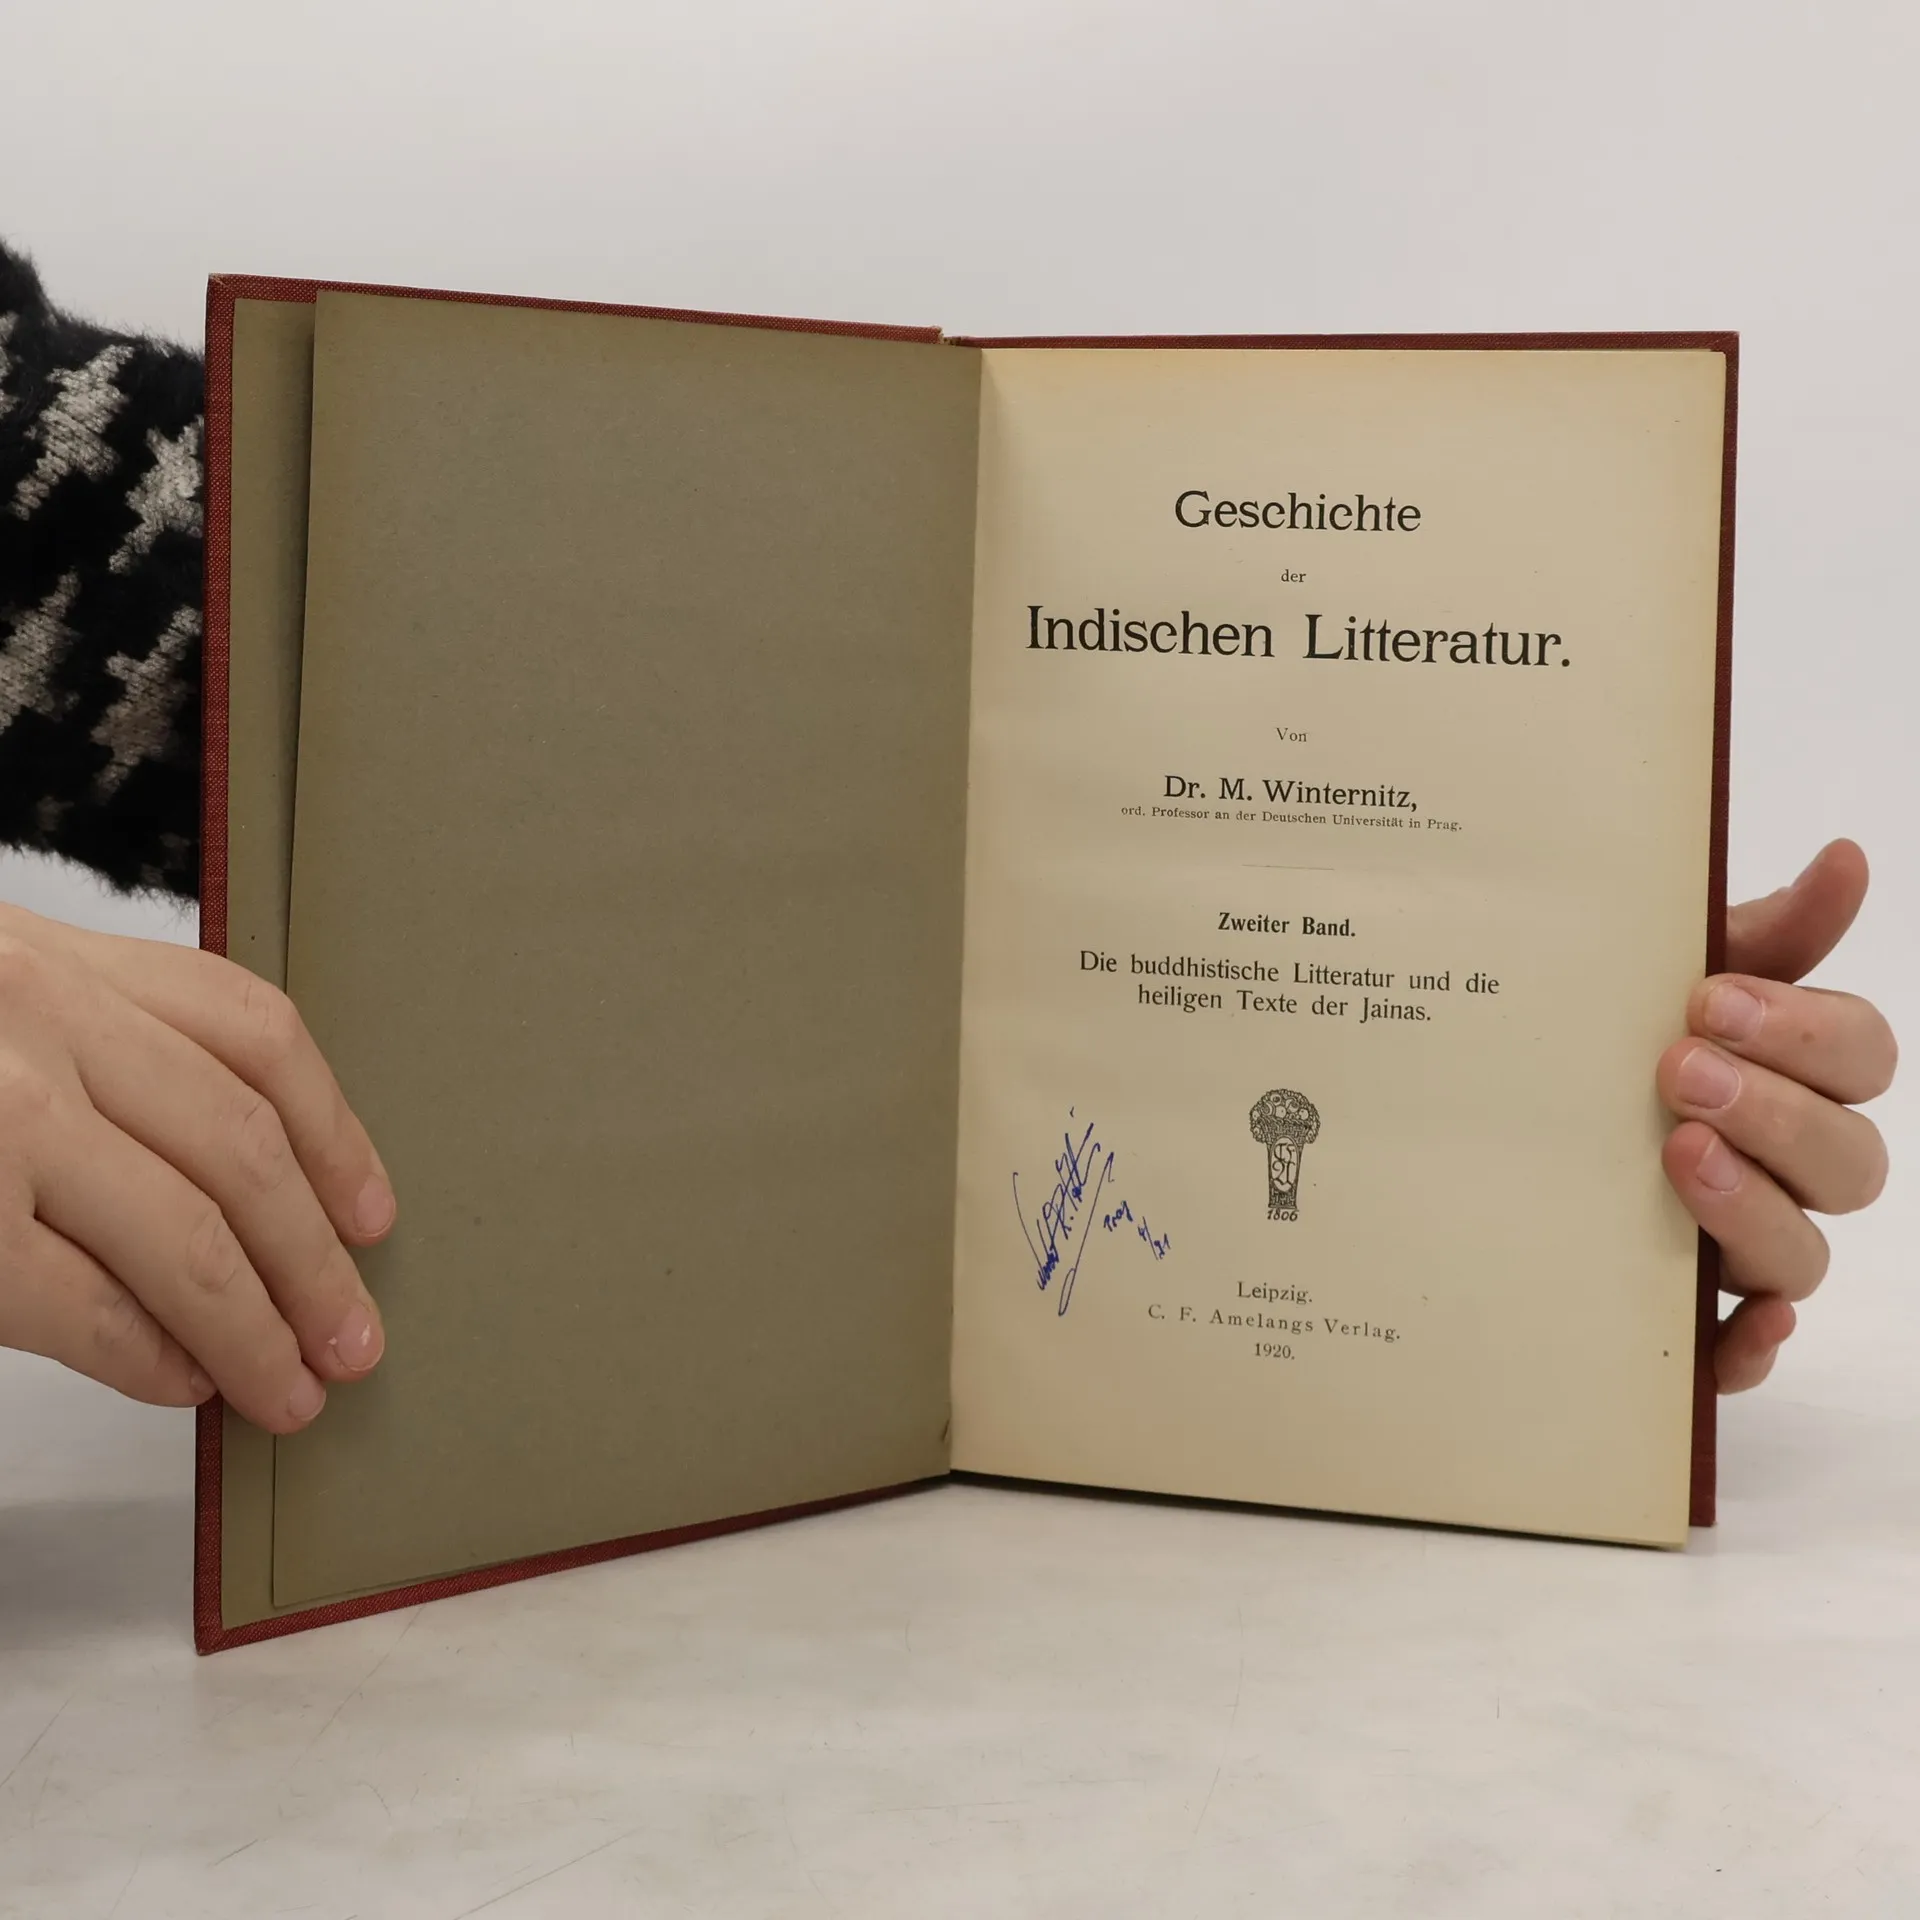 Geschichte
der
Indischen Litteratur.
Von
Dr. M. Winternitz,
ord. Professor an der Deutschen Universität in Prag.
Zweiter Band.
Die buddhistische Litteratur und die
heiligen Texte der Jainas.
1806
Prag
Leipzig.
C. F. Amelangs Verlag.
1920.